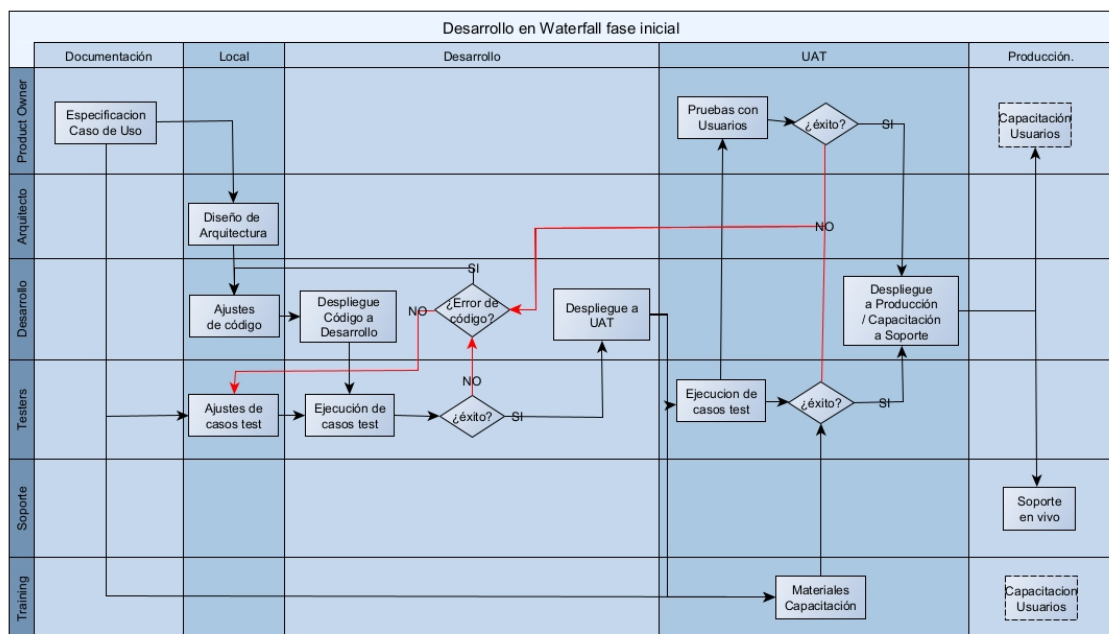 Desarrollo en Waterfall fase inicial
Documentación
Local
Desarrollo
UAT
Producción.
Product Owner
Especificacion
Caso de Uso
Pruebas con
Usuarios
¿éxito?
SI
Capacitación
Usuarios
Arquitecto
Diseño de
Arquitectura
NO
Desarrollo
Ajustes
de código
Despliegue
Código a
Desarrollo
SI
NO
¿Error de
código?
Despliegue a
UAT
Despliegue
a Producción
/ Capacitación
a Soporte
Testers
Ajustes de
casos test
Ejecución de
casos test
NO
¿éxito?
SI
Ejecucion de
casos test
¿éxito?
SI
Soporte
Soporte
en vivo
Training
Materiales
Capacitación
Capacitacion
Usuarios